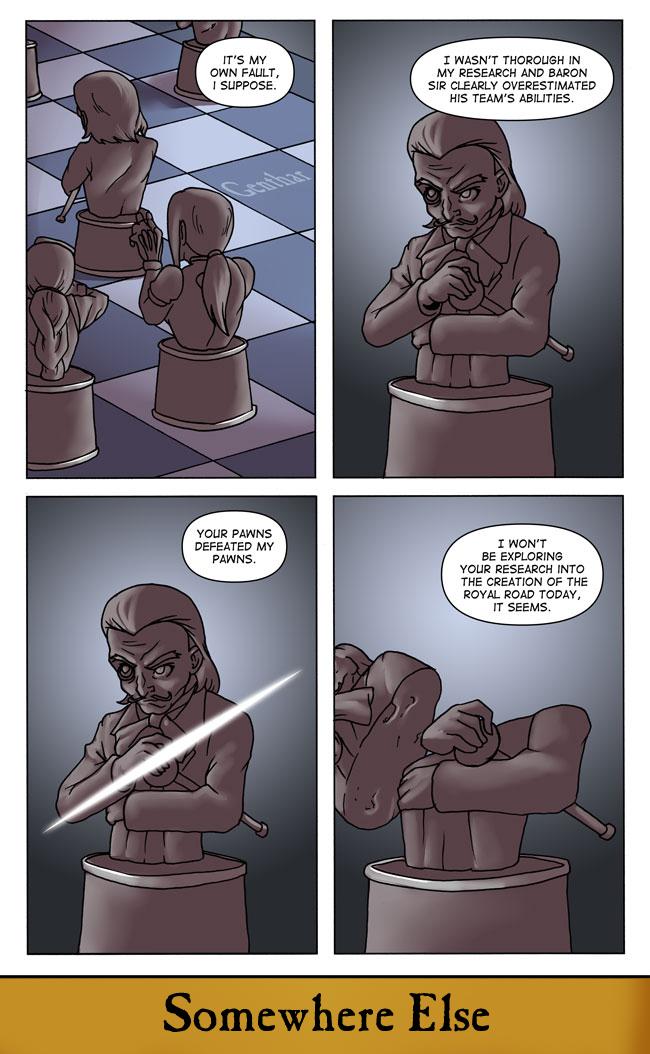 IT'S MY
OWN FAULT,
I SUPPOSE.
Genthar
I WASN'T THOROUGH IN
MY RESEARCH AND BARON
SIR CLEARLY OVERESTIMATED
HIS TEAM'S ABILITIES.
YOUR PAWNS
DEFEATED MY
PAWNS.
I WON'T
BE EXPLORING
YOUR RESEARCH INTO
THE CREATION OF THE
ROYAL ROAD TODAY,
IT SEEMS.
Somewhere Else